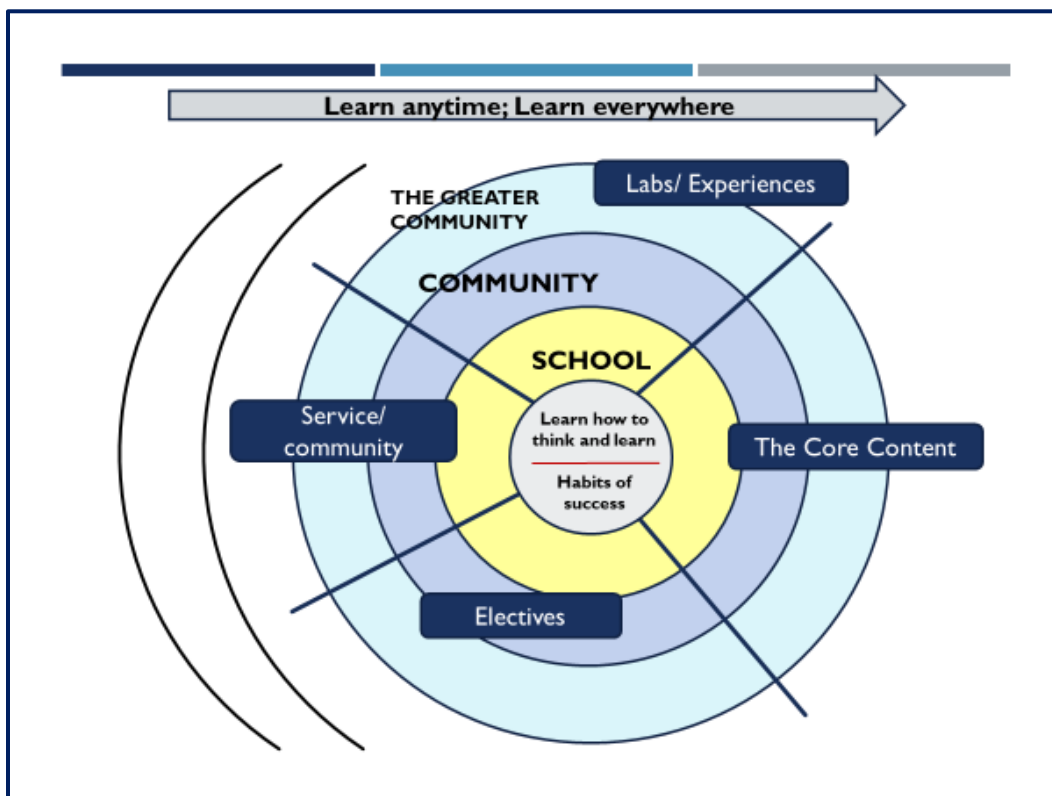 Learn anytime; Learn everywhere
Labs/ Experiences
THE GREATER
COMMUNITY
COMMUNITY
SCHOOL
Learn how to
think and learn
Habits of
success
Service/
community
The Core Content
Electives